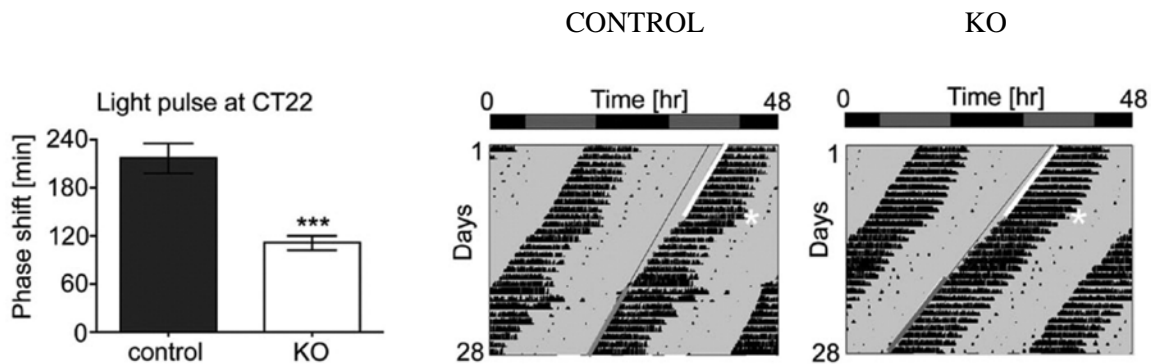 CONTROL
KO
Light pulse at CT22
Phase shift [min]
240
180
120
60
0
***
control
KO
0
Time [hr]
48
Days
1
28
*
0
Time [hr]
48
Days
1
28
*